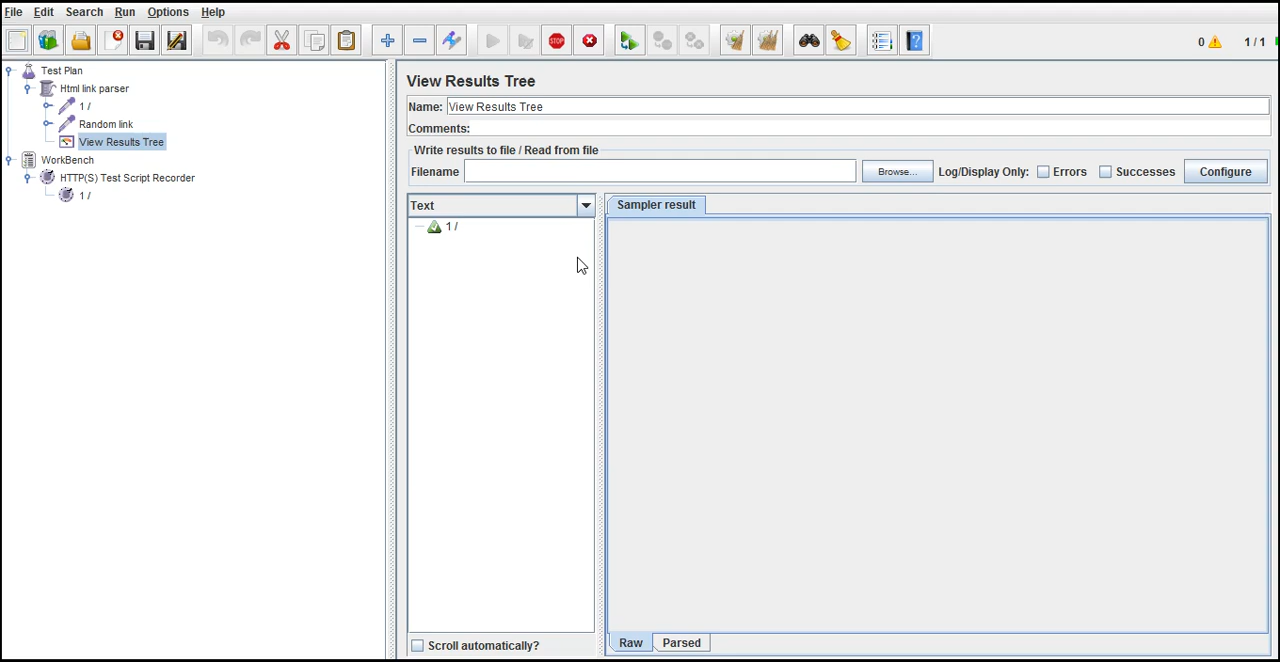 File Edit Search Run Options Help
STOP
0 1 / 1
Test Plan
Html link parser
1 /
Random link
View Results Tree
WorkBench
HTTP(S) Test Script Recorder
1 /
View Results Tree
Name: View Results Tree
Comments:
Write results to file / Read from file
Filename Browse... Log/Display Only: Errors Successes Configure
Text
Sampler result
1 /
Raw Parsed
Scroll automatically?